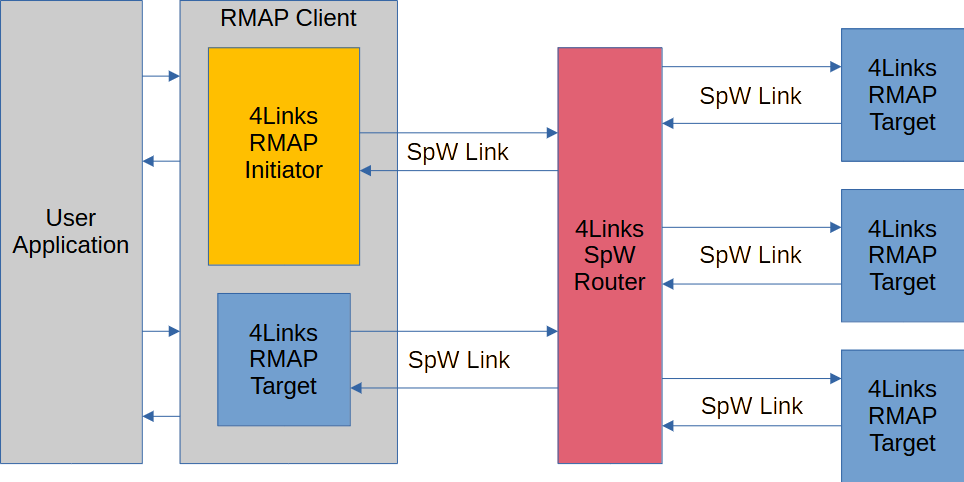 RMAP Client
User
Application
4Links
RMAP
Initiator
4Links
RMAP
Target
SpW Link
SpW Link
4Links
SpW
Router
SpW Link
SpW Link
SpW Link
4Links
RMAP
Target
4Links
RMAP
Target
4Links
RMAP
Target